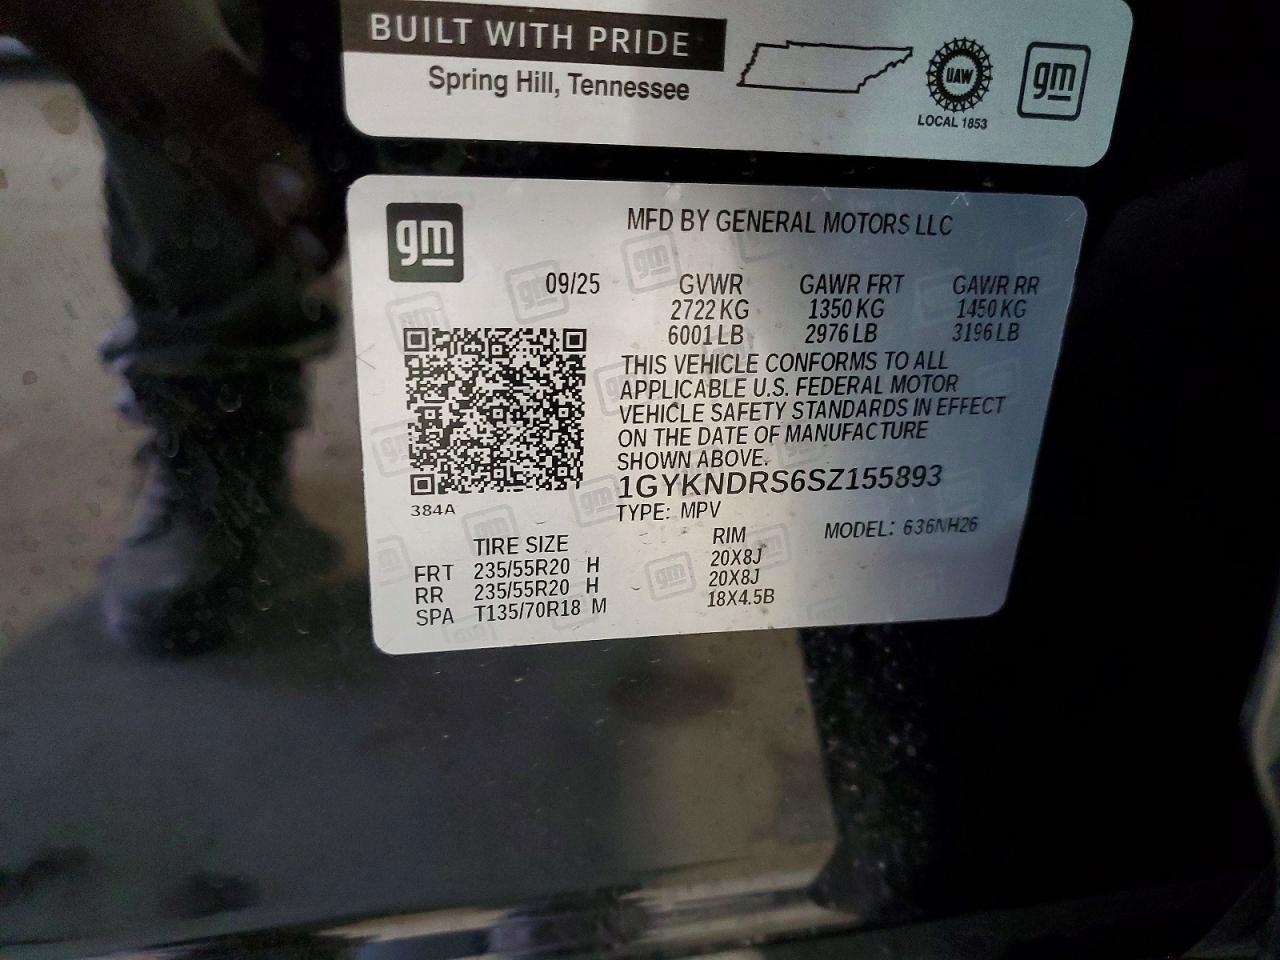 BUILT WITH PRIDE
Spring Hill, Tennessee
UAW
LOCAL 1853
gm
gm
MFD BY GENERAL MOTORS LLC
09/25 GVWR GAWR FRT GAWR RR
2722 KG 1350 KG 1450 KG
6001 LB 2976 LB 3196 LB
THIS VEHICLE CONFORMS TO ALL
APPLICABLE U.S. FEDERAL MOTOR
VEHICLE SAFETY STANDARDS IN EFFECT
ON THE DATE OF MANUFACTURE
SHOWN ABOVE.
1GYKNDRS6SZ155893
384A
TYPE: MPV
MODEL: 636NH26
TIRE SIZE RIM
FRT 235/55R20 H 20X8J
RR 235/55R20 H 20X8J
SPA T135/70R18 M 18X4.5B